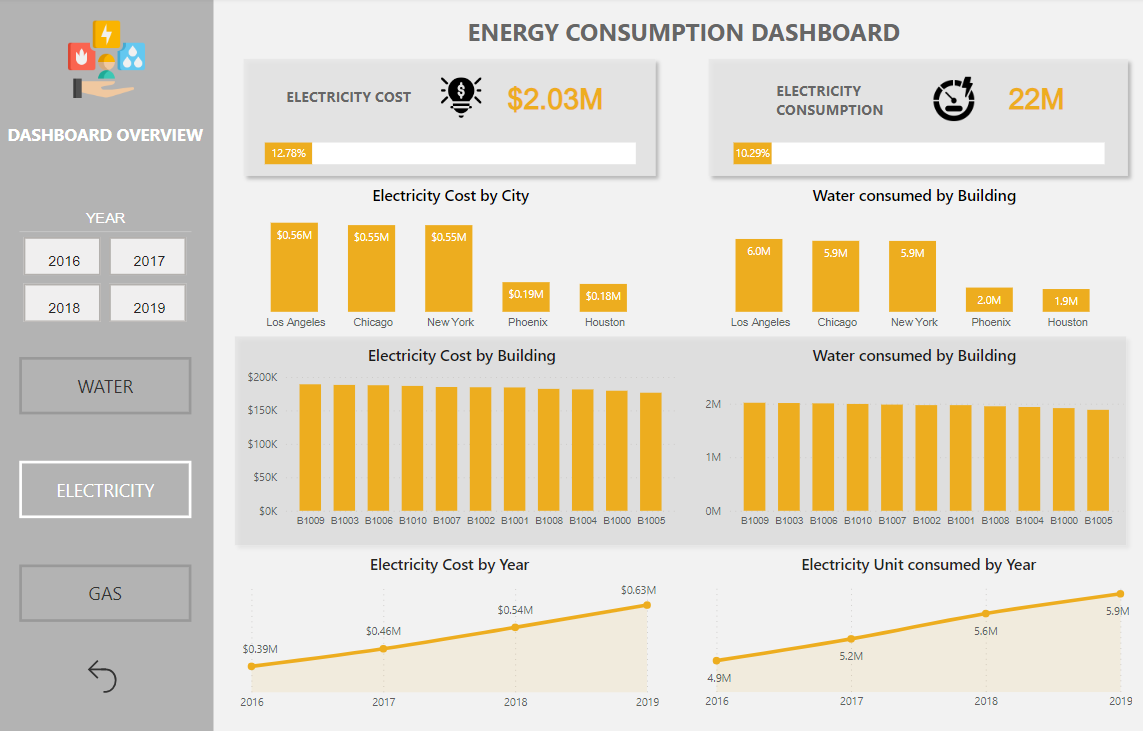 ENERGY CONSUMPTION DASHBOARD
DASHBOARD OVERVIEW
YEAR
2016 2017
2018 2019
WATER
ELECTRICITY
GAS
ELECTRICITY COST
$
$2.03M
12.78%
ELECTRICITY
CONSUMPTION
22M
10.29%
Electricity Cost by City
$0.56M $0.55M $0.55M $0.19M $0.18M
Los Angeles Chicago New York Phoenix Houston
Water consumed by Building
6.0M 5.9M 5.9M 2.0M 1.9M
Los Angeles Chicago New York Phoenix Houston
Electricity Cost by Building
$200K
$150K
$100K
$50K
$0K
B1009 B1003 B1006 B1010 B1007 B1002 B1001 B1008 B1004 B1000 B1005
Water consumed by Building
2M
1M
0M
B1009 B1003 B1006 B1010 B1007 B1002 B1001 B1008 B1004 B1000 B1005
Electricity Cost by Year
$0.39M $0.46M $0.54M $0.63M
2016 2017 2018 2019
Electricity Unit consumed by Year
4.9M 5.2M 5.6M 5.9M
2016 2017 2018 2019